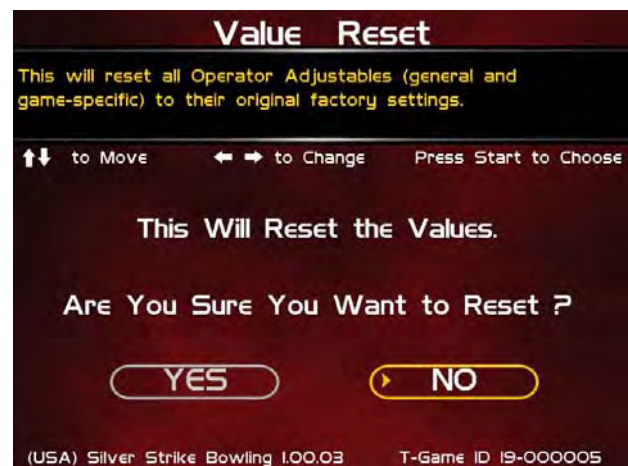 Value Reset
This will reset all Operator Adjustables (general and
game-specific) to their original factory settings.
to Move to Change Press Start to Choose
This Will Reset the Values.
Are You Sure You Want to Reset ?
YES NO
(USA) Silver Strike Bowling 1.00.03 T-Game ID 19-000005